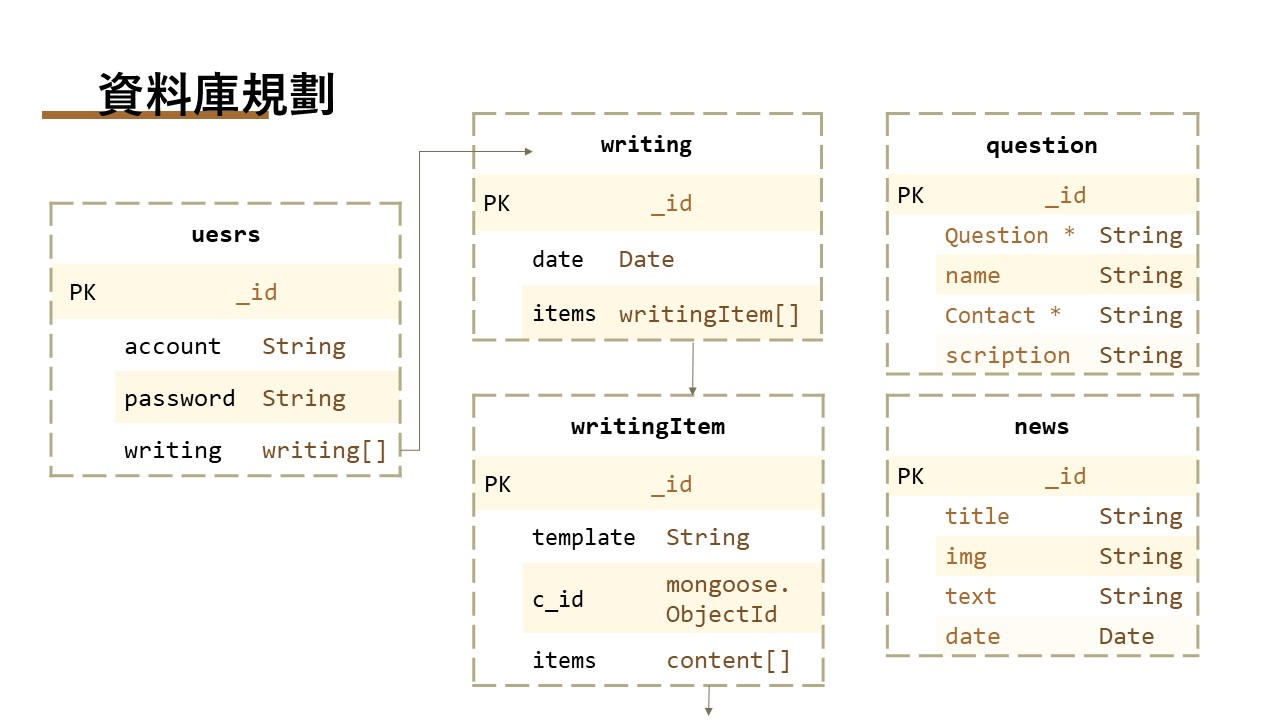 資料庫規劃
uesrs
PK _id
account String
password String
writing writing[]
writing
PK _id
date Date
items writingItem[]
writingItem
PK _id
template String
c_id mongoose.
ObjectId
items content[]
question
PK _id
Question * String
name String
Contact * String
scription String
news
PK _id
title String
img String
text String
date Date